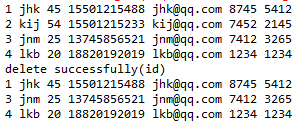 1 jhk 45 15501215488 jhk@qq.com 8745 5412
2 kij 54 15501215233 kij@qq.com 7452 2145
3 jnm 25 13745856521 jnm@qq.com 7412 3265
4 lkb 20 18820192019 lkb@qq.com 1234 1234
delete successfully(id)
1 jhk 45 15501215488 jhk@qq.com 8745 5412
3 jnm 25 13745856521 jnm@qq.com 7412 3265
4 lkb 20 18820192019 lkb@qq.com 1234 1234